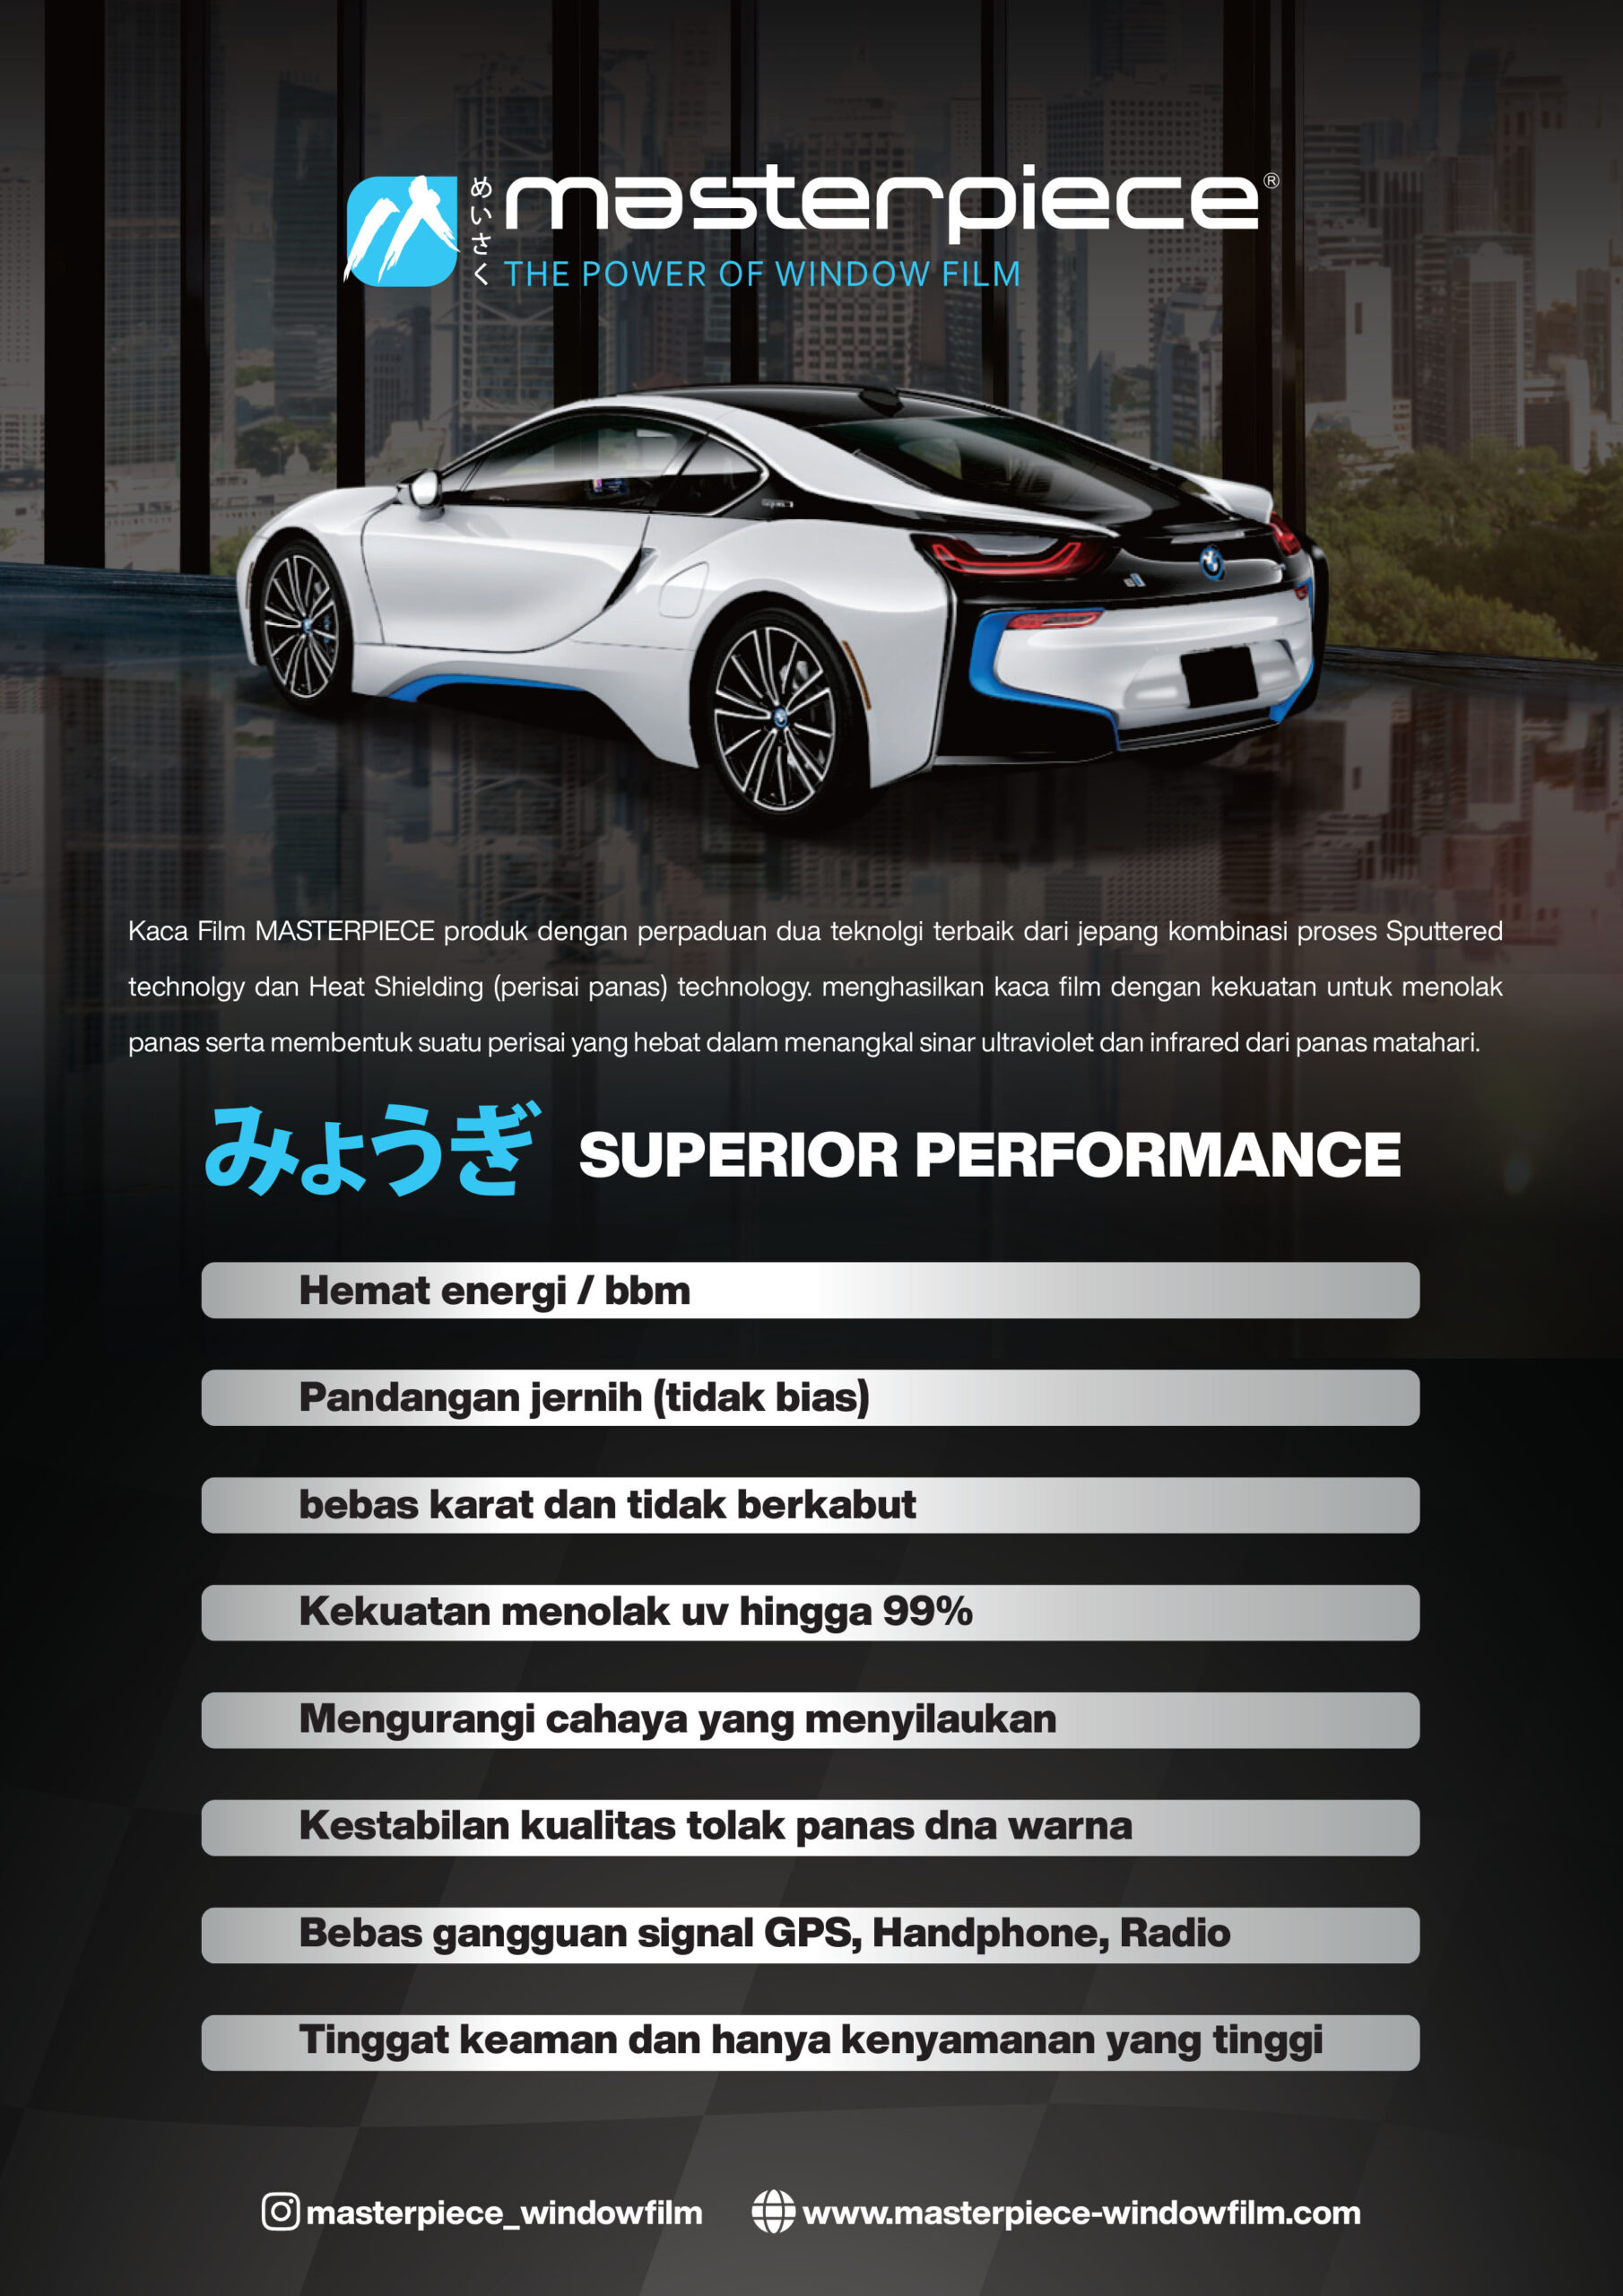 めいさく
masterpiece®
THE POWER OF WINDOW FILM
Kaca Film MASTERPIECE produk dengan perpaduan dua teknolgi terbaik dari jepang kombinasi proses Sputtered
technolgy dan Heat Shielding (perisai panas) technology. menghasilkan kaca film dengan kekuatan untuk menolak
panas serta membentuk suatu perisai yang hebat dalam menangkal sinar ultraviolet dan infrared dari panas matahari.
みょうぎ SUPERIOR PERFORMANCE
Hemat energi / bbm
Pandangan jernih (tidak bias)
bebas karat dan tidak berkabut
Kekuatan menolak uv hingga 99%
Mengurangi cahaya yang menyilaukan
Kestabilan kualitas tolak panas dna warna
Bebas gangguan signal GPS, Handphone, Radio
Tinggat keaman dan hanya kenyamanan yang tinggi
masterpiece_windowfilm www.masterpiece-windowfilm.com